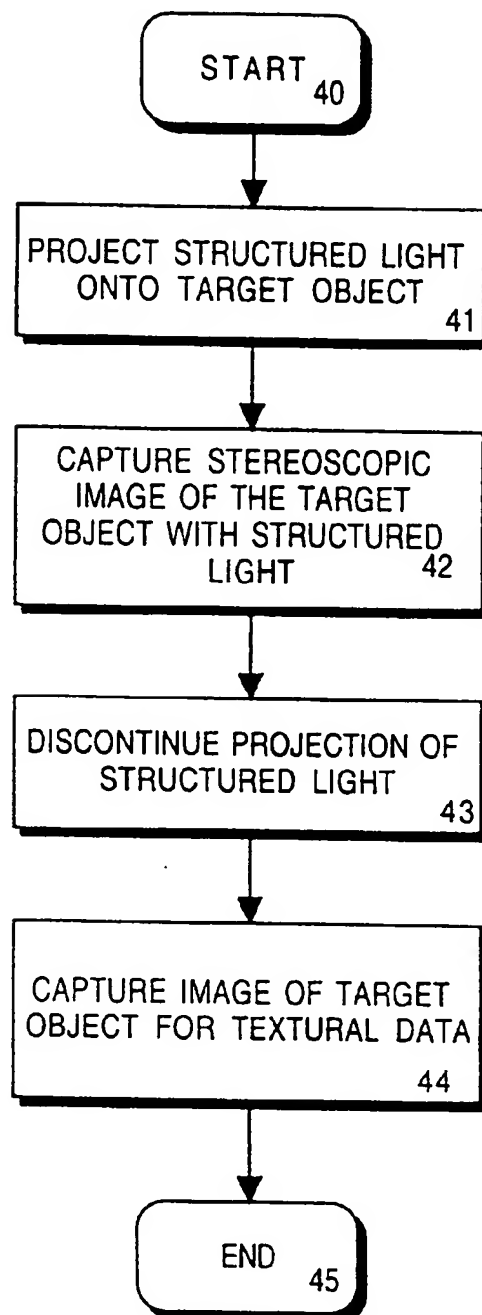 START
40
PROJECT STRUCTURED LIGHT
ONTO TARGET OBJECT
41
CAPTURE STEREOSCOPIC
IMAGE OF THE TARGET
OBJECT WITH STRUCTURED
LIGHT 42
DISCONTINUE PROJECTION OF
STRUCTURED LIGHT
43
CAPTURE IMAGE OF TARGET
OBJECT FOR TEXTURAL DATA
44
END
45